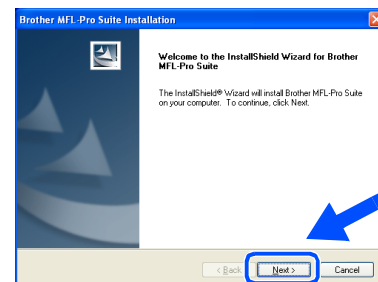 Brother MFL-Pro Suite Installation
Welcome to the InstallShield Wizard for Brother
MFL-Pro Suite
The InstallShield® Wizard will install Brother MFL-Pro Suite
on your computer. To continue, click Next.
< Back
Next >
Cancel